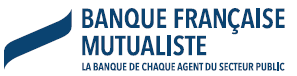 BANQUE FRANÇAISE
MUTUALISTE
LA BANQUE DE CHAQUE AGENT DU SECTEUR PUBLIC